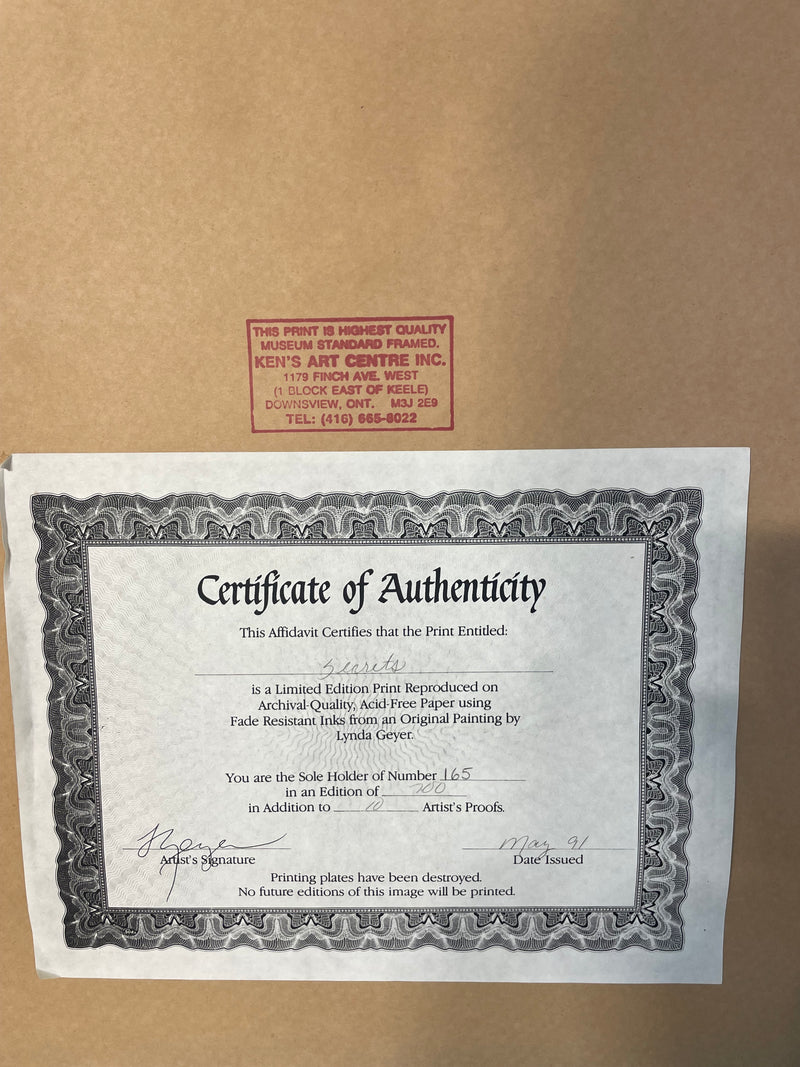 THIS PRINT IS HIGHEST QUALITY
MUSEUM STANDARD FRAMED.
KEN'S ART CENTRE INC.
1179 FINCH AVE. WEST
(1 BLOCK EAST OF KEELE)
DOWNSVIEW, ONT. M3J 2E9
TEL: (416) 665-8022
Certificate of Authenticity
This Affidavit Certifies that the Print Entitled:
Secrets
is a Limited Edition Print Reproduced on
Archival-Quality, Acid-Free Paper using
Fade Resistant Inks from an Original Painting by
Lynda Geyer.
You are the Sole Holder of Number 165
in an Edition of 200
in Addition to 10 Artist's Proofs.
May 91
Artist's Signature Date Issued
Printing plates have been destroyed.
No future editions of this image will be printed.